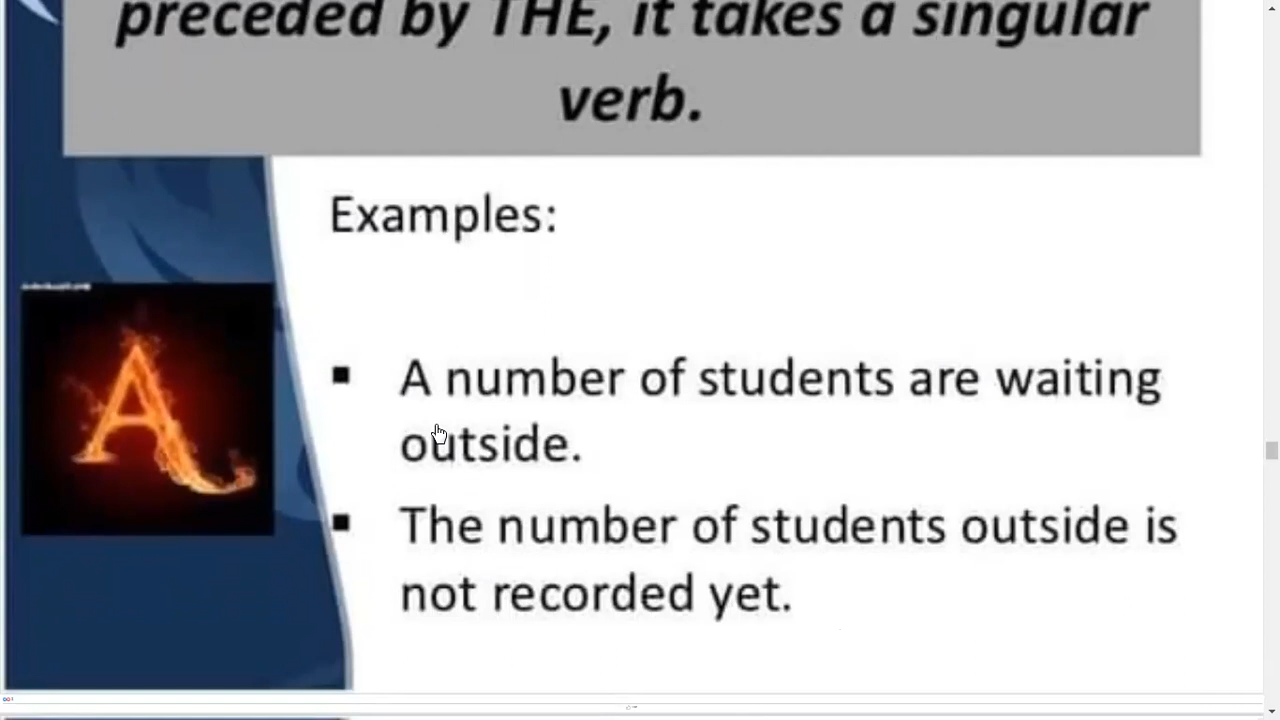 preceded by THE, it takes a singular
verb.
Examples:
▪ A number of students are waiting
outside.
▪ The number of students outside is
not recorded yet.
A